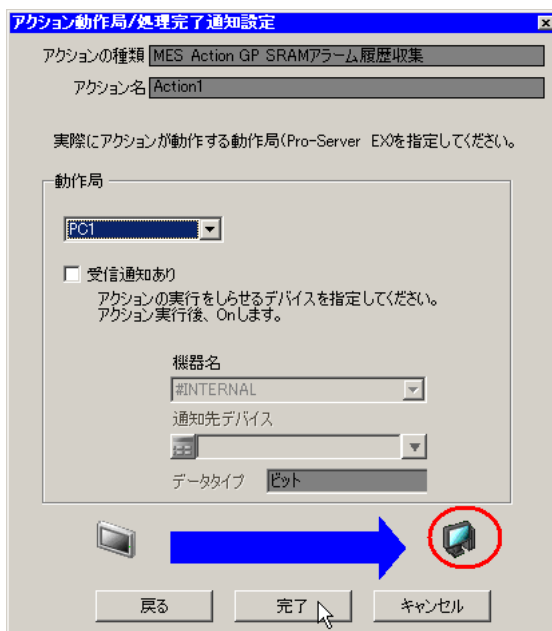 アクション動作局/処理完了通知設定
アクションの種類 MES Action GP SRAMアラーム履歴収集
アクション名 Action1
実際にアクションが動作する動作局(Pro-Server EX)を指定してください。
動作局
PC1
受信通知あり
アクションの実行をしらせるデバイスを指定してください。
アクション実行後、Onします。
機器名
#INTERNAL
通知先デバイス
データタイプ ビット
戻る 完了 キャンセル